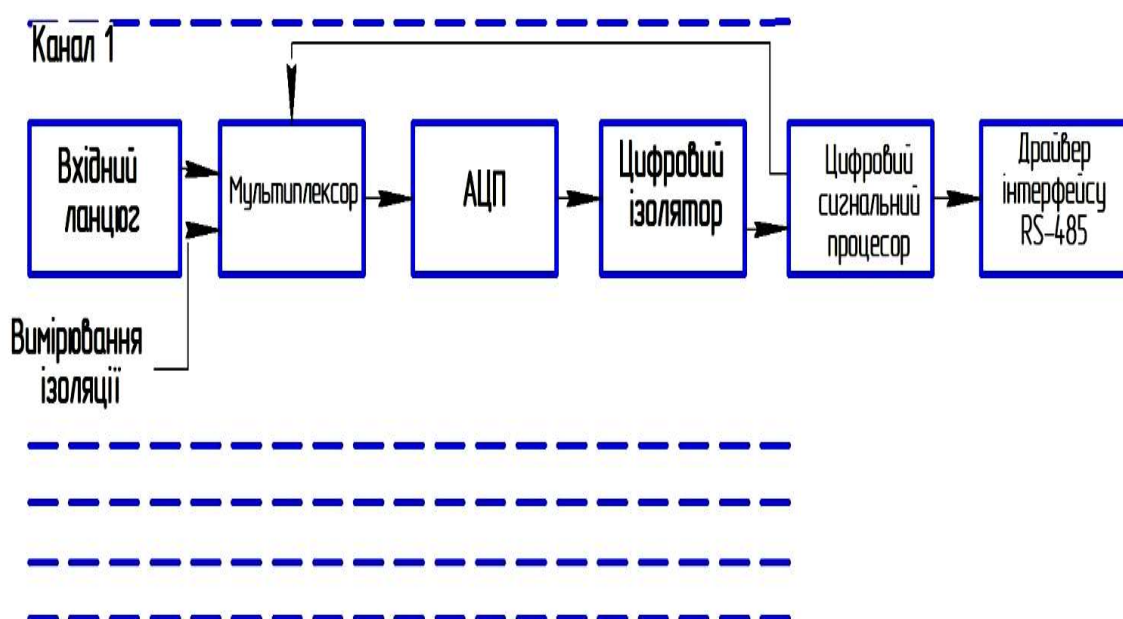 Канал 1
Вхідний
ланцюг
Мультиплексор
АЦП
Цифровий
ізолятор
Цифровий
сигнальний
процесор
Драйвер
інтерфейсу
RS-485
Вимірювання
ізоляції